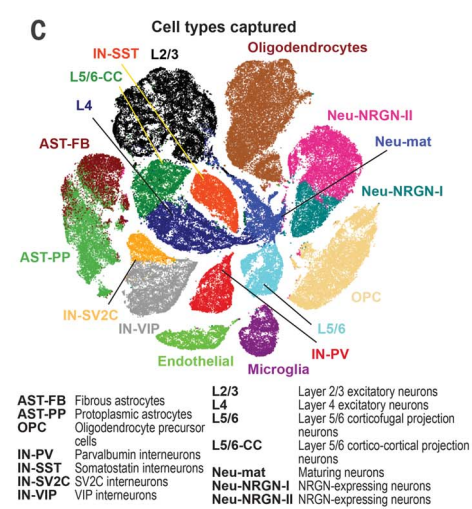 C
Cell types captured
IN-SST
L2/3
Oligodendrocytes
L5/6-CC
L4
Neu-NRGN-II
Neu-mat
AST-FB
Neu-NRGN-I
AST-PP
OPC
IN-SV2C
IN-VIP
L5/6
IN-PV
Endothelial
Microglia
AST-FB Fibrous astrocytes
AST-PP Protoplasmic astrocytes
OPC Oligodendrocyte precursor
cells
IN-PV Parvalbumin interneurons
IN-SST Somatostatin interneurons
IN-SV2C SV2C interneurons
IN-VIP VIP interneurons
L2/3 Layer 2/3 excitatory neurons
L4 Layer 4 excitatory neurons
L5/6 Layer 5/6 corticofugal projection
neurons
L5/6-CC Layer 5/6 cortico-cortical projection
neurons
Neu-mat Maturing neurons
Neu-NRGN-I NRGN-expressing neurons
Neu-NRGN-II NRGN-expressing neurons